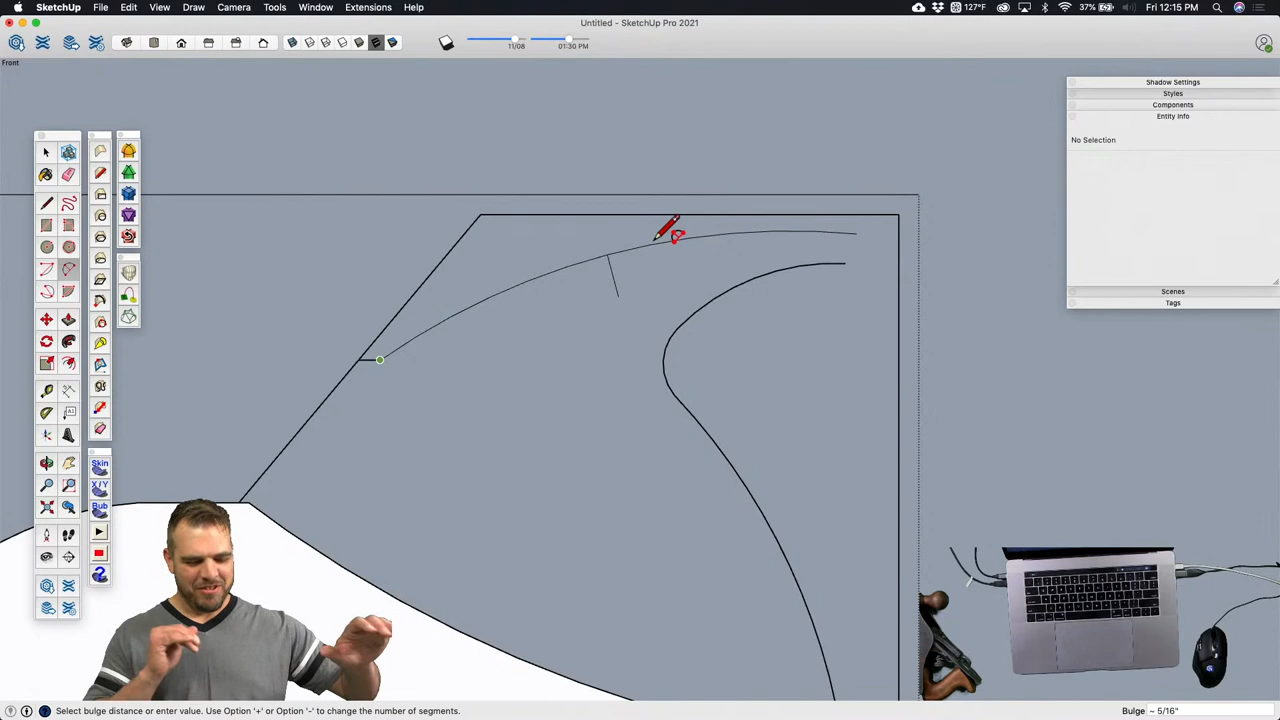 SketchUp File Edit View Draw Camera Tools Window Extensions Help 127°F 37% Fri 12:15 PM
Untitled - SketchUp Pro 2021
11/08 01:30 PM
Front
Shadow Settings
Styles
Components
Entity Info
No Selection
Scenes
Tags
A1
Skin
X/Y
Bub
?
Select bulge distance or enter value. Use Option '+' or Option '-' to change the number of segments. Bulge ~ 5/16"